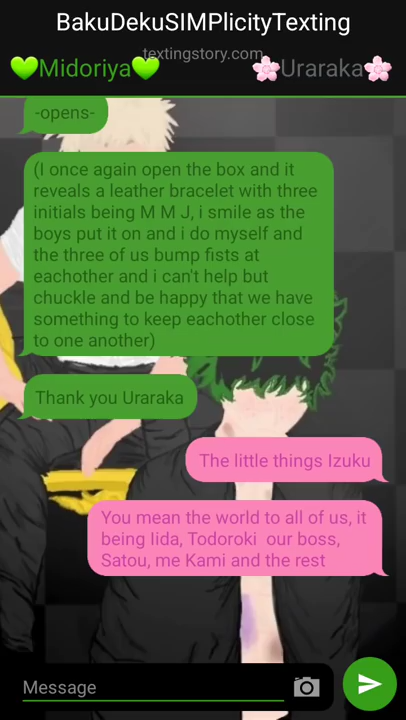 BakuDekuSIMPlicityTexting
textingstory.com
💚Midoriya💚
🌸Uraraka🌸
-opens-
(I once again open the box and it
reveals a leather bracelet with three
initials being M M J, i smile as the
boys put it on and i do myself and
the three of us bump fists at
eachother and i can't help but
chuckle and be happy that we have
something to keep eachother close
to one another)
Thank you Uraraka
The little things Izuku
You mean the world to all of us, it
being Iida, Todoroki our boss,
Satou, me Kami and the rest
Message